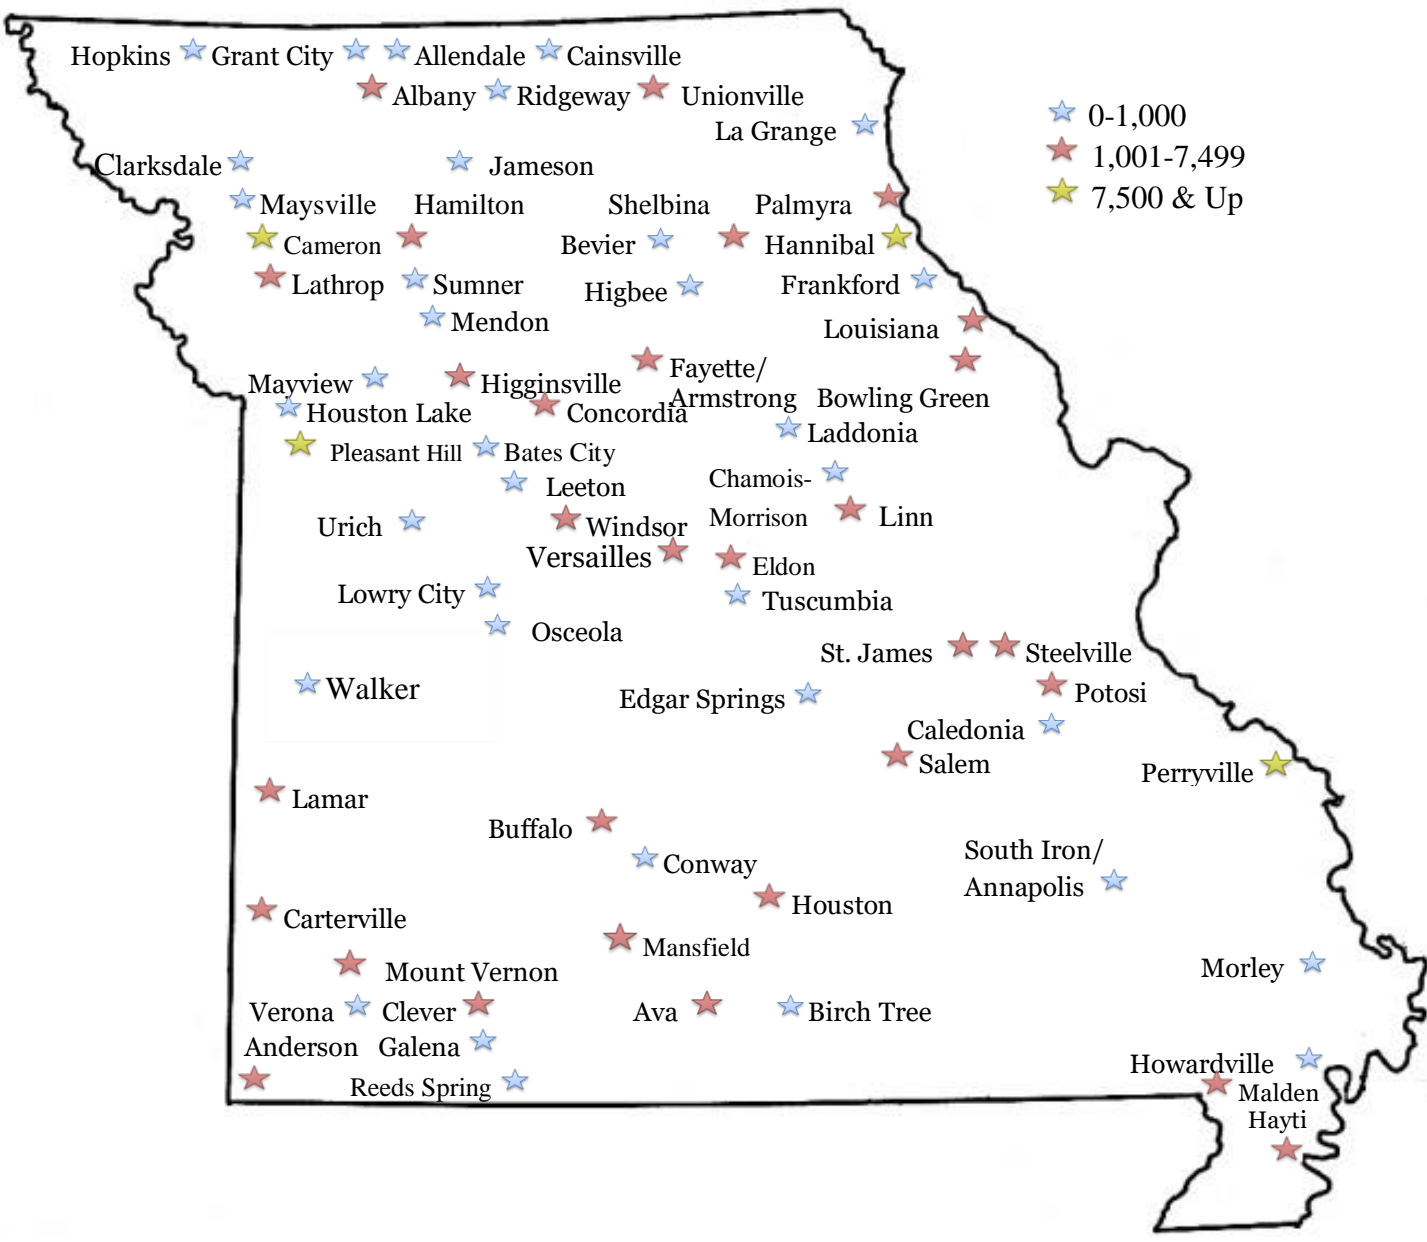 Hopkins
Grant City
Allendale
Cainsville
Albany
Ridgeway
Unionville
La Grange
0-1,000
1,001-7,499
7,500 & Up
Clarksdale
Jameson
Maysville
Hamilton
Shelbina
Palmyra
Cameron
Bevier
Hannibal
Lathrop
Sumner
Higbee
Frankford
Mendon
Louisiana
Mayview
Higginsville
Fayette/
Armstrong
Bowling Green
Houston Lake
Concordia
Laddonia
Pleasant Hill
Bates City
Leeton
Chamois-
Morrison
Linn
Urich
Windsor
Versailles
Eldon
Lowry City
Tuscumbia
Osceola
St. James
Steelville
Walker
Edgar Springs
Potosi
Caledonia
Salem
Perryville
Lamar
Buffalo
Conway
South Iron/
Annapolis
Houston
Carterville
Mansfield
Mount Vernon
Morley
Verona
Clever
Ava
Birch Tree
Anderson
Galena
Reeds Spring
Howardville
Malden
Hayti